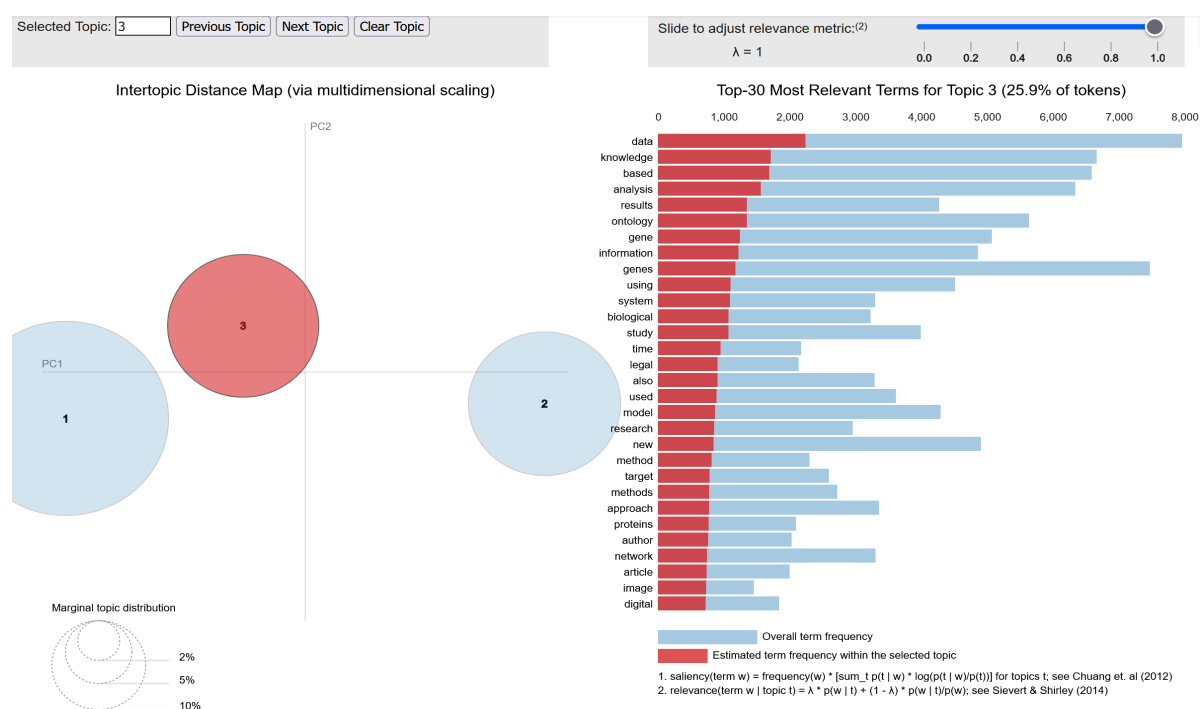 Selected Topic: 3 Previous Topic Next Topic Clear Topic
Slide to adjust relevance metric:(2)
λ = 1
0.0 0.2 0.4 0.6 0.8 1.0
Intertopic Distance Map (via multidimensional scaling)
PC2
PC1
3
1
2
Marginal topic distribution
2%
5%
10%
Top-30 Most Relevant Terms for Topic 3 (25.9% of tokens)
0 1,000 2,000 3,000 4,000 5,000 6,000 7,000 8,000
data
knowledge
based
analysis
results
ontology
gene
information
genes
using
system
biological
study
time
legal
also
used
model
research
new
method
target
methods
approach
proteins
author
network
article
image
digital
Overall term frequency
Estimated term frequency within the selected topic
1. saliency(term w) = frequency(w) * [sum_t p(t | w) * log(p(t | w)/p(t))] for topics t; see Chuang et. al (2012)
2. relevance(term w | topic t) = λ * p(w | t) + (1 - λ) * p(w | t)/p(w); see Sievert & Shirley (2014)